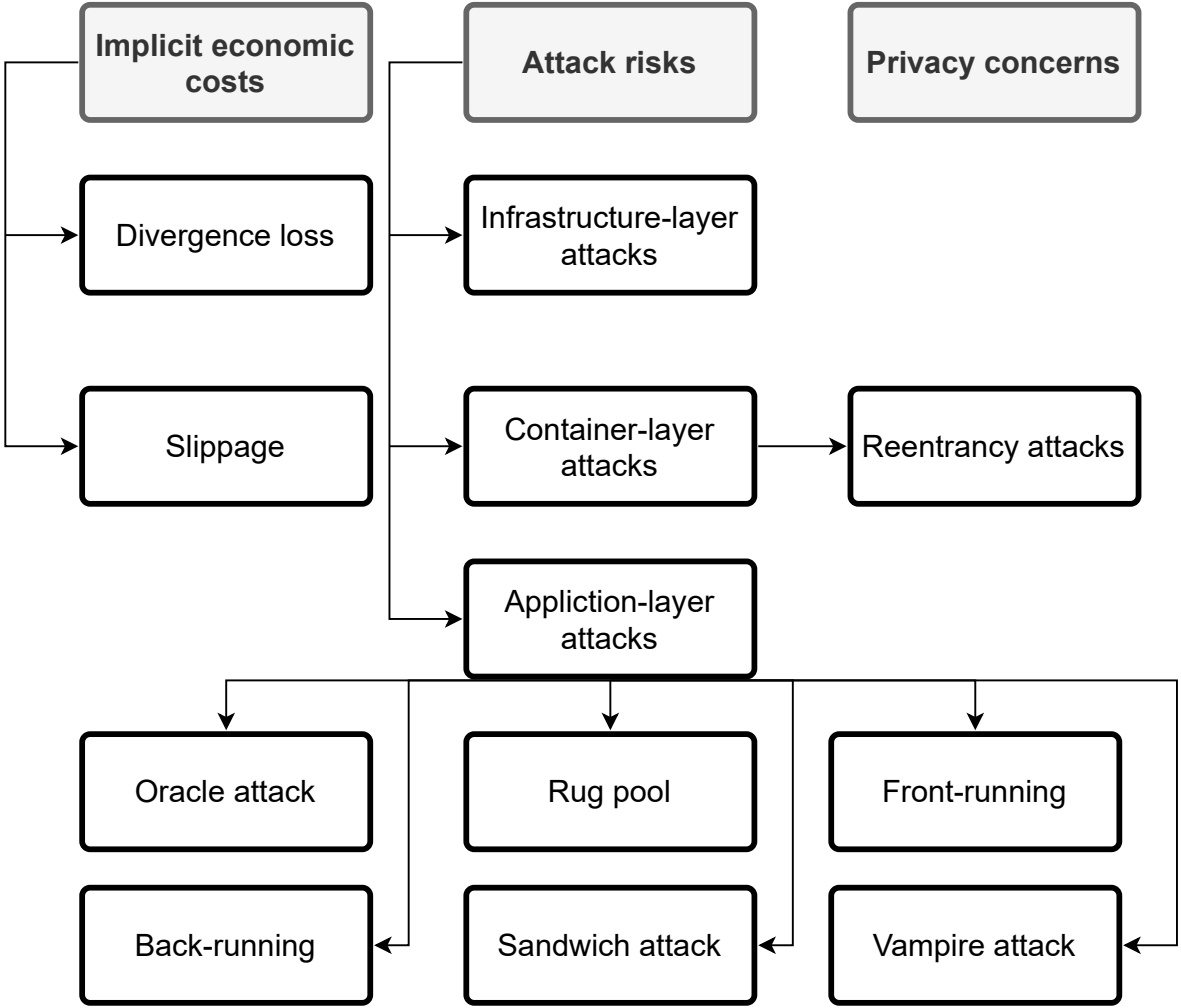 Implicit economic
costs
Attack risks
Privacy concerns
Divergence loss
Infrastructure-layer
attacks
Slippage
Container-layer
attacks
Reentrancy attacks
Appliction-layer
attacks
Oracle attack
Rug pool
Front-running
Back-running
Sandwich attack
Vampire attack